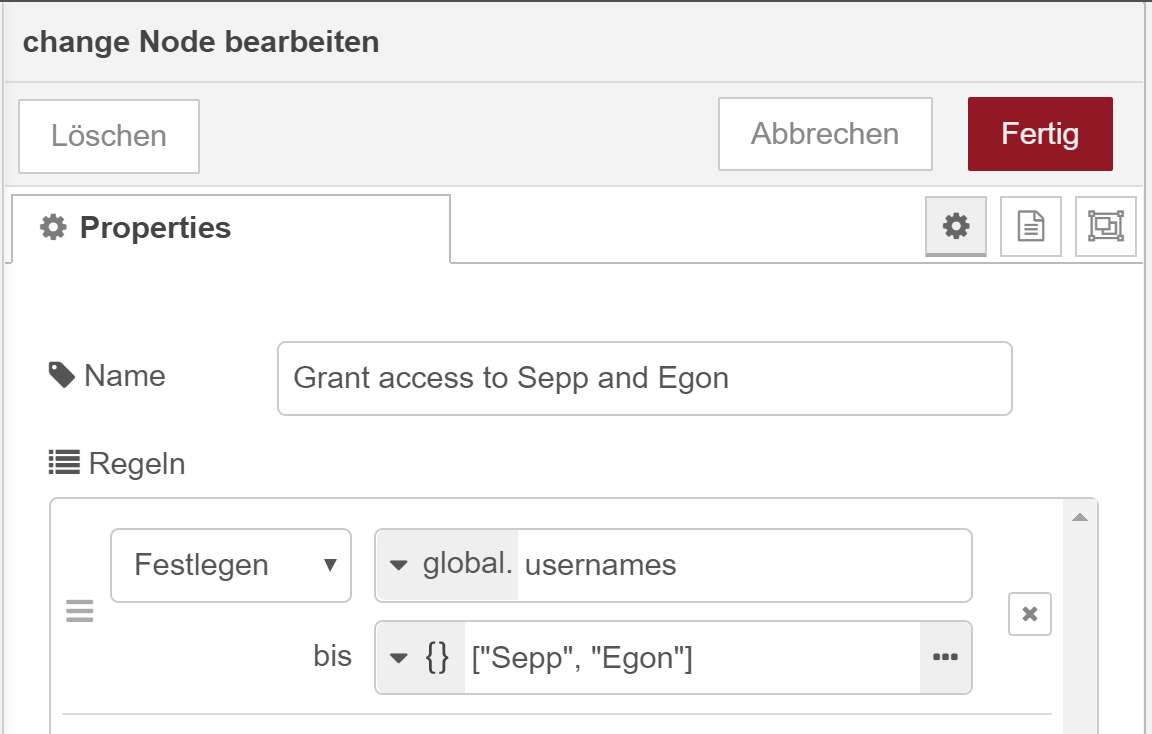 change Node bearbeiten
Löschen Abbrechen Fertig
Properties
Name Grant access to Sepp and Egon
Regeln
Festlegen global. usernames
bis {} ["Sepp", "Egon"]